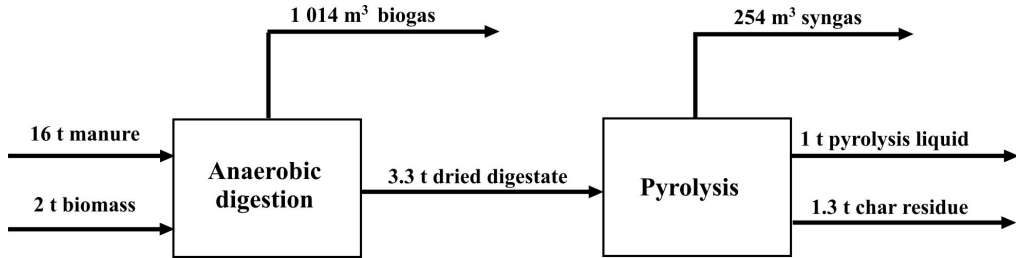 1 014 m³ biogas
254 m³ syngas
16 t manure
2 t biomass
Anaerobic
digestion
3.3 t dried digestate
Pyrolysis
1 t pyrolysis liquid
1.3 t char residue